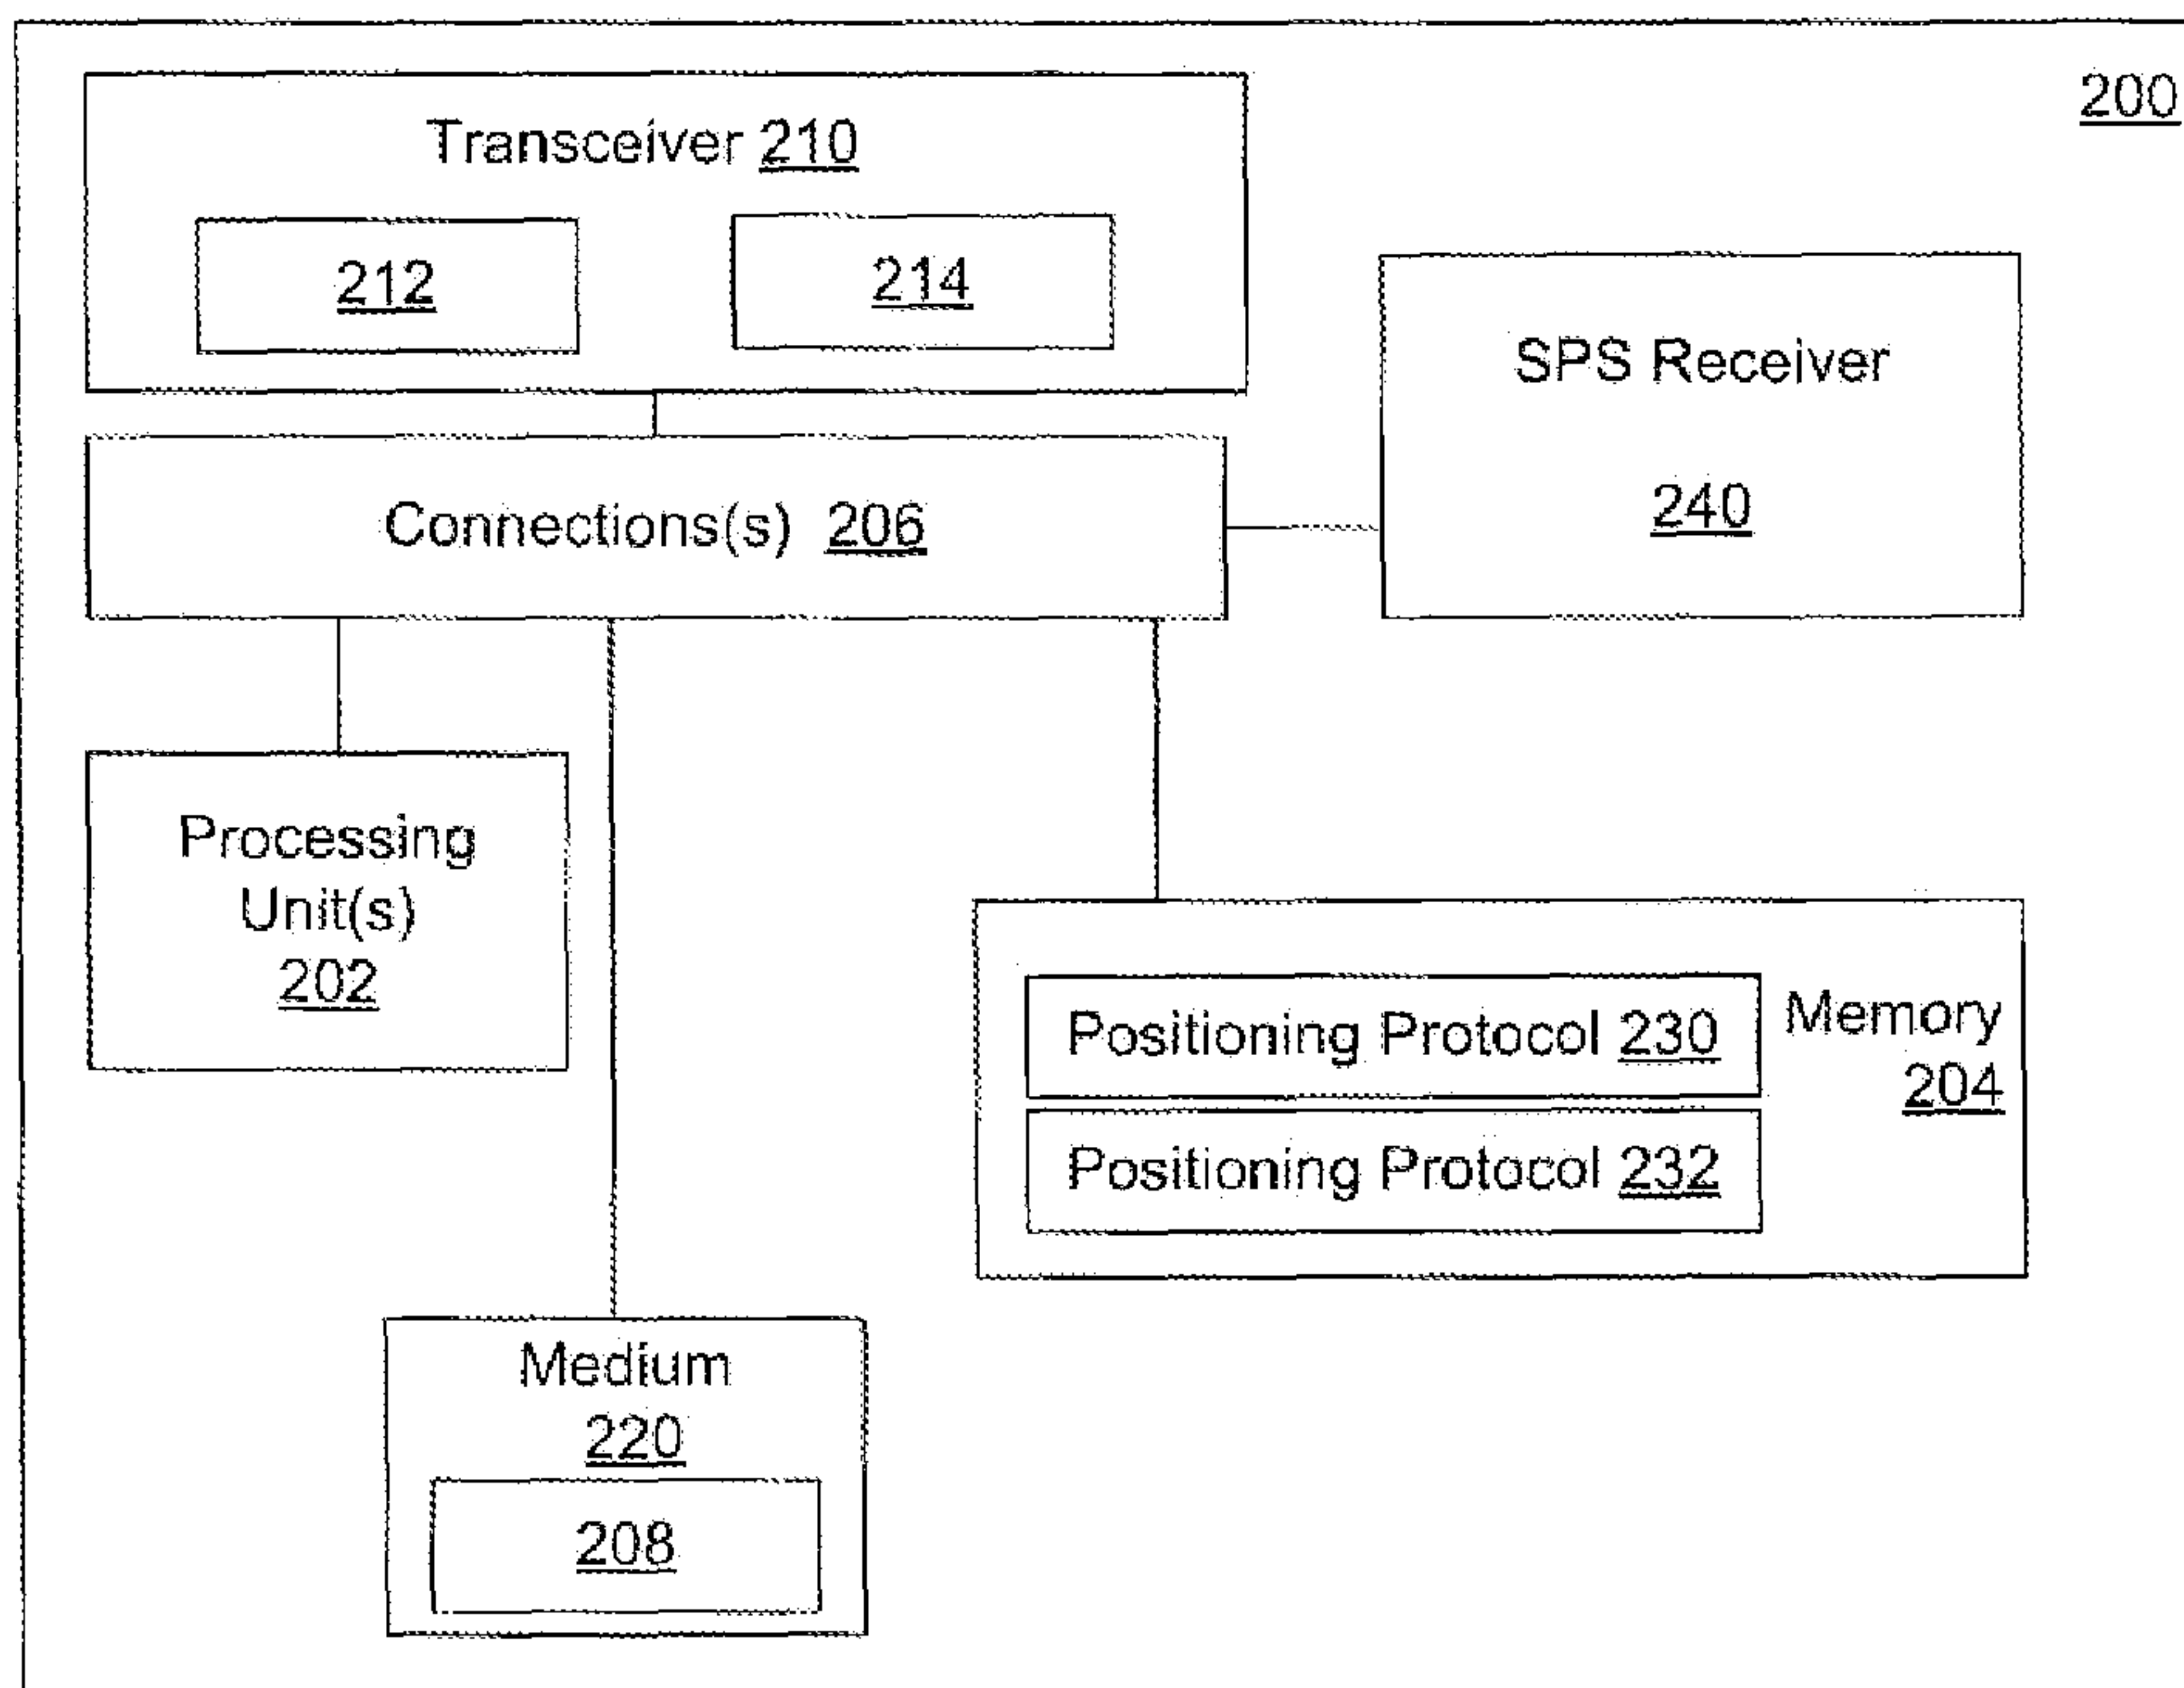 200
Transceiver 210
212
214
SPS Receiver
240
Connections(s) 206
Processing
Unit(s)
202
Positioning Protocol 230
Memory
204
Positioning Protocol 232
Medium
220
208